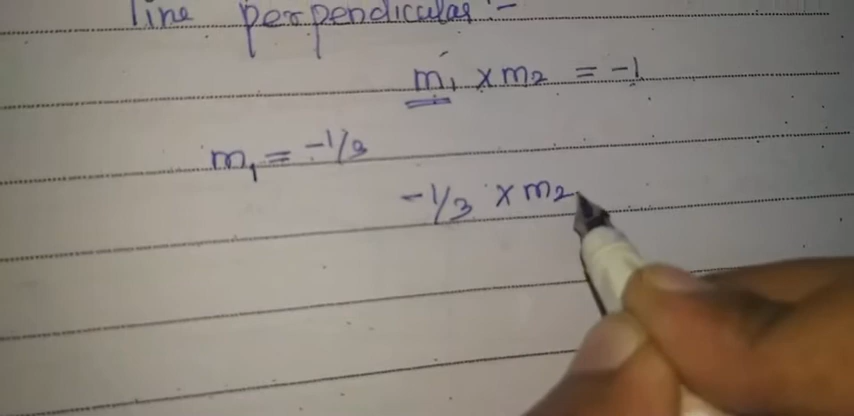 line perpendicular :-
m₁ × m₂ = -1
m₁ = -1/3
-1/3 × m₂